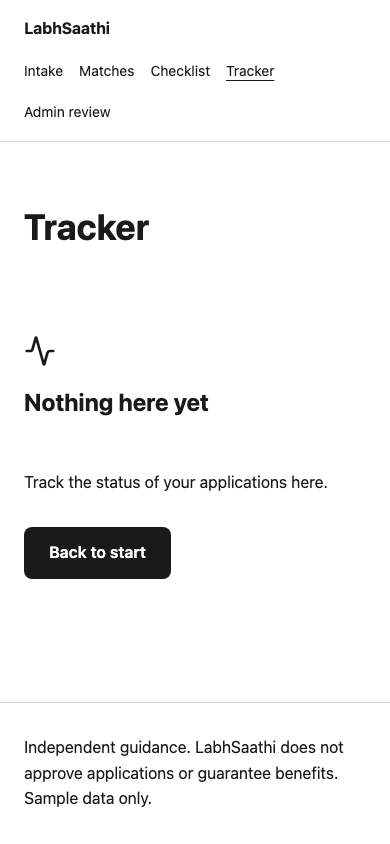 LabhSaathi
Intake Matches Checklist Tracker
Admin review
Tracker
Nothing here yet
Track the status of your applications here.
Back to start
Independent guidance. LabhSaathi does not
approve applications or guarantee benefits.
Sample data only.